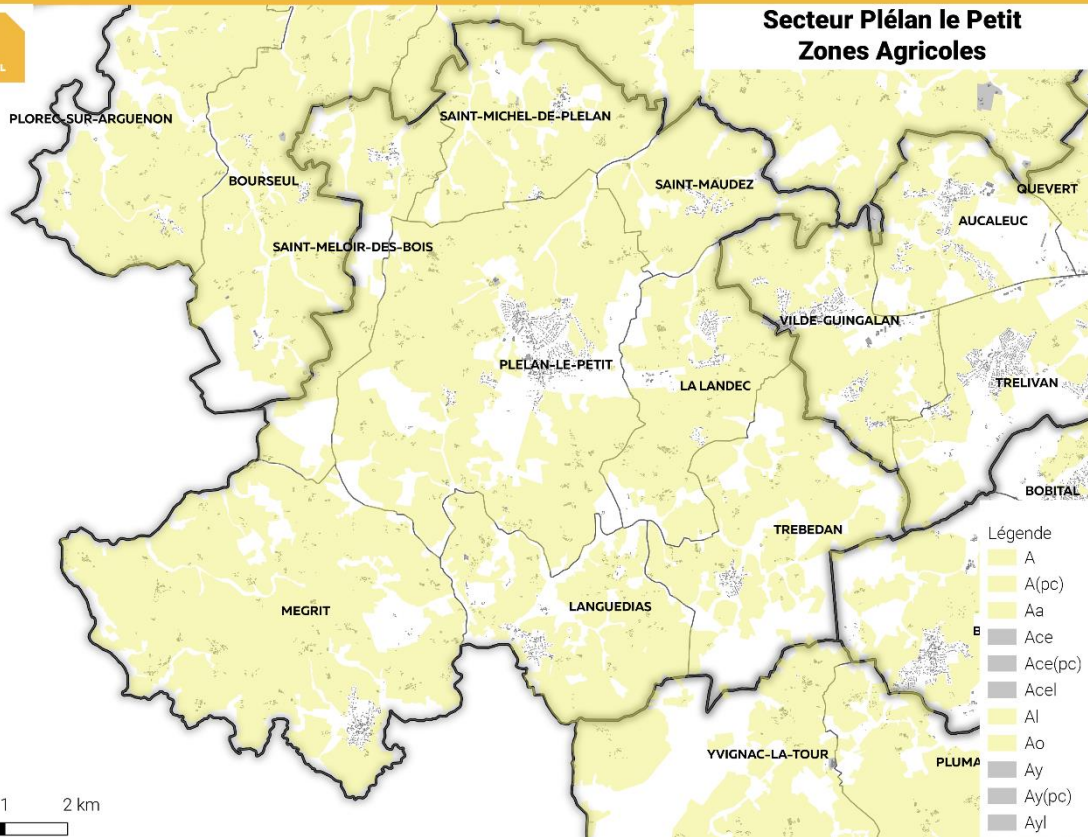 Secteur Plélan le Petit
Zones Agricoles
L
PLOREC-SUR-ARGUENON
SAINT-MICHEL-DE-PLELAN
BOURSEUL
SAINT-MAUDEZ
QUEVERT
AUCALEUC
SAINT-MELOIR-DES-BOIS
VILDE-GUINGALAN
PLELAN-LE-PETIT
LA LANDEC
TRELIVAN
BOBITAL
TREBEDAN
MEGRIT
LANGUEDIAS
B
YVIGNAC-LA-TOUR
PLUMA
Légende
A
A(pc)
Aa
Ace
Ace(pc)
Acel
Al
Ao
Ay
Ay(pc)
Ayl
1 2 km